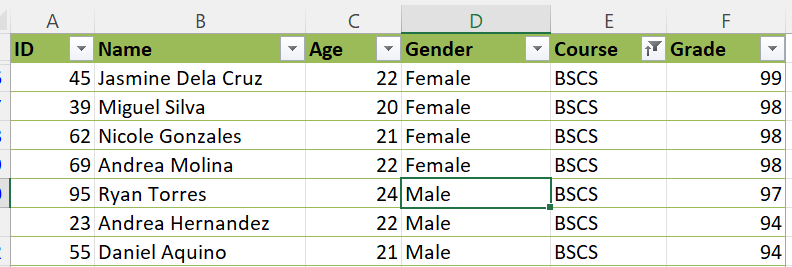 A B C D E F
ID Name Age Gender Course Grade
45 Jasmine Dela Cruz 22 Female BSCS 99
39 Miguel Silva 20 Female BSCS 98
62 Nicole Gonzales 21 Female BSCS 98
69 Andrea Molina 22 Female BSCS 98
95 Ryan Torres 24 Male BSCS 97
23 Andrea Hernandez 22 Male BSCS 94
55 Daniel Aquino 21 Male BSCS 94